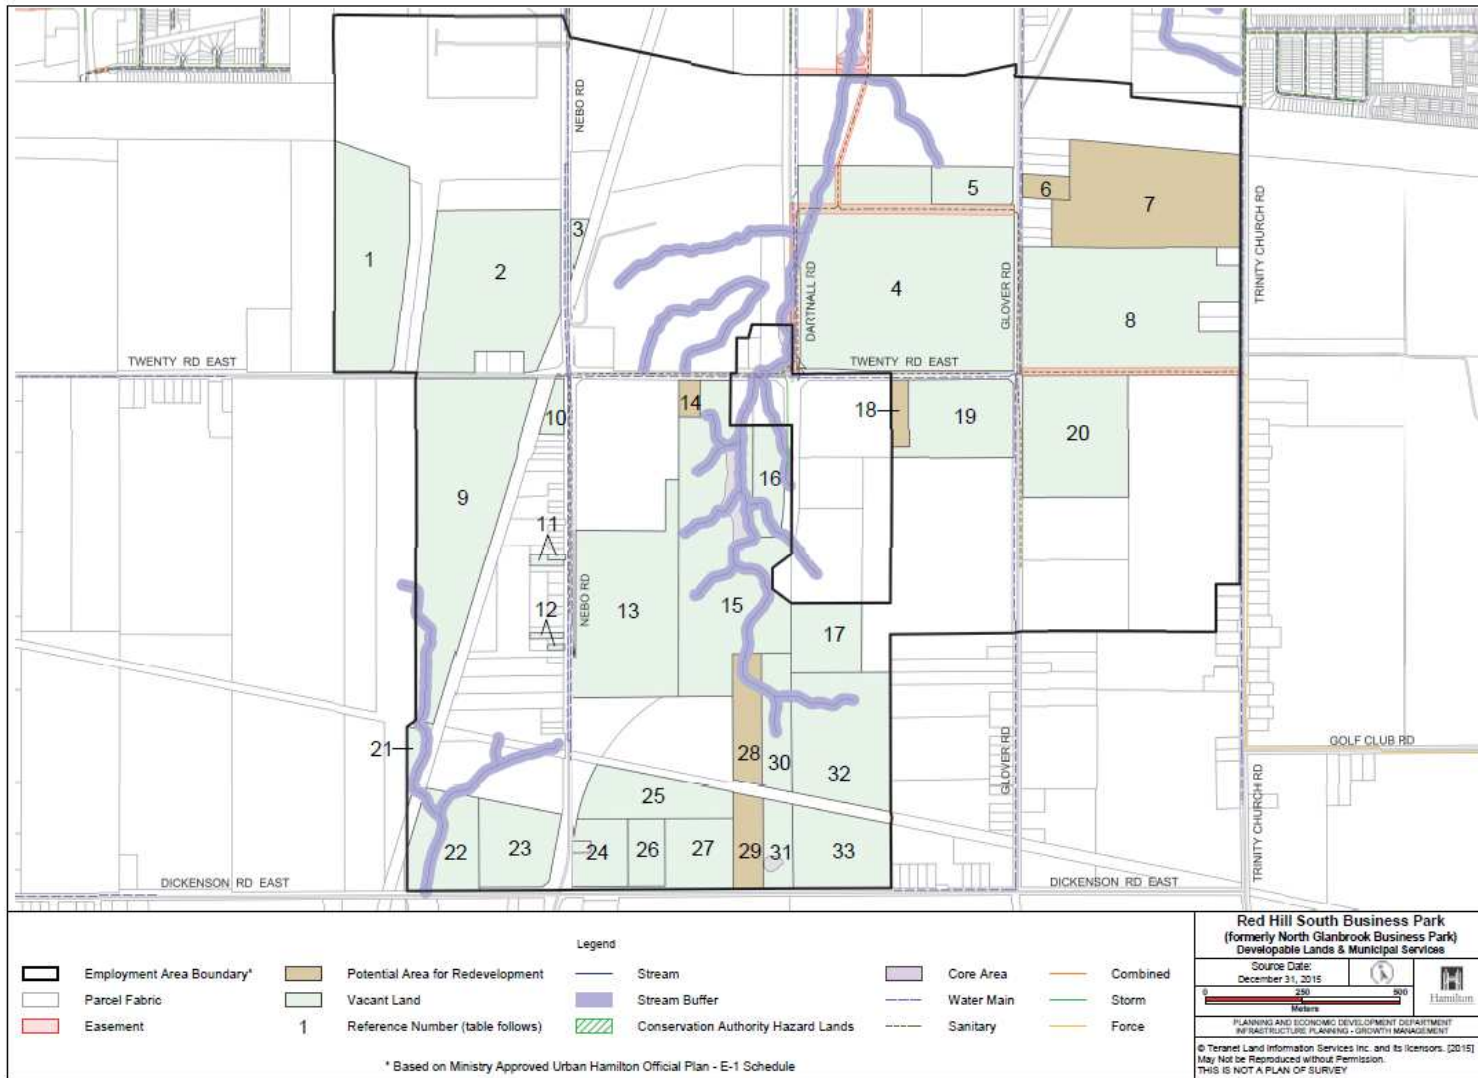 NEBO RD
1
2
3
5
6
7
4
8
DARTNALL RD
GLOVER RD
TRINITY CHURCH RD
TWENTY RD EAST
TWENTY RD EAST
9
10
14
18
19
20
16
11
12
NEBO RD
13
15
17
21
28
30
32
GLOVER RD
GOLF CLUB RD
25
22
23
24
26
27
29
31
33
TRINITY CHURCH RD
DICKENSON RD EAST
DICKENSON RD EAST
Legend
Employment Area Boundary*
Parcel Fabric
Easement
Potential Area for Redevelopment
Vacant Land
1 Reference Number (table follows)
Stream
Stream Buffer
Conservation Authority Hazard Lands
Core Area
Water Main
Sanitary
Combined
Storm
Force
* Based on Ministry Approved Urban Hamilton Official Plan - E-1 Schedule
Red Hill South Business Park
(formerly North Glanbrook Business Park)
Developable Lands & Municipal Services
Source Date:
December 31, 2015
0 250 500
Meters
Hamilton
PLANNING AND ECONOMIC DEVELOPMENT DEPARTMENT
INFRASTRUCTURE PLANNING - GROWTH MANAGEMENT
© Teranet Land Information Services Inc. and its licensors. [2015]
May Not be Reproduced without Permission.
THIS IS NOT A PLAN OF SURVEY